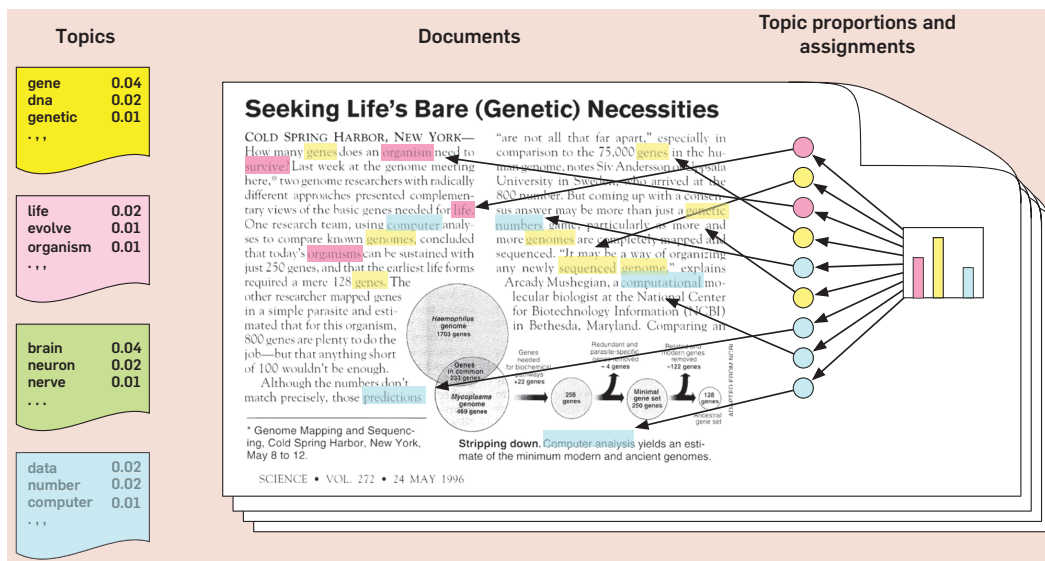 Topics
Documents
Topic proportions and
assignments
gene 0.04
dna 0.02
genetic 0.01
. , ,
life 0.02
evolve 0.01
organism 0.01
. , ,
brain 0.04
neuron 0.02
nerve 0.01
. . .
data 0.02
number 0.02
computer 0.01
. , ,
Seeking Life's Bare (Genetic) Necessities
COLD SPRING HARBOR, NEW YORK—
How many genes does an organism need to
survive? Last week at the genome meeting
here,* two genome researchers with radically
different approaches presented complemen-
tary views of the basic genes needed for life.
One research team, using computer analy-
ses to compare known genomes, concluded
that today's organisms can be sustained with
just 250 genes, and that the earliest life forms
required a mere 128 genes. The
other researcher mapped genes
in a simple parasite and esti-
mated that for this organism,
800 genes are plenty to do the
job—but that anything short
of 100 wouldn't be enough.
Although the numbers don't
match precisely, those predictions
* Genome Mapping and Sequenc-
ing, Cold Spring Harbor, New York,
May 8 to 12.
"are not all that far apart," especially in
comparison to the 75,000 genes in the hu-
man genome, notes Siv Andersson of Uppsala
University in Sweden, who arrived at the
800 number. But coming up with a consen-
sus answer may be more than just a genetic
numbers game, particularly as more and
more genomes are completely mapped and
sequenced. "It may be a way of organizing
any newly sequenced genome," explains
Arcady Mushegian, a computational mo-
lecular biologist at the National Center
for Biotechnology Information (NCBI)
in Bethesda, Maryland. Comparing an
Haemophilus
genome
1703 genes
Genes
in common
233 genes
Mycoplasma
genome
469 genes
Genes
needed
for biochemical
pathways
+22 genes
256
genes
Redundant and
parasite-specific
genes removed
– 4 genes
Minimal
gene set
250 genes
Related and
modern genes
removed
–122 genes
128
genes
Ancestral
gene set
ADAPTED FROM NCBI
Stripping down. Computer analysis yields an esti-
mate of the minimum modern and ancient genomes.
SCIENCE • VOL. 272 • 24 MAY 1996